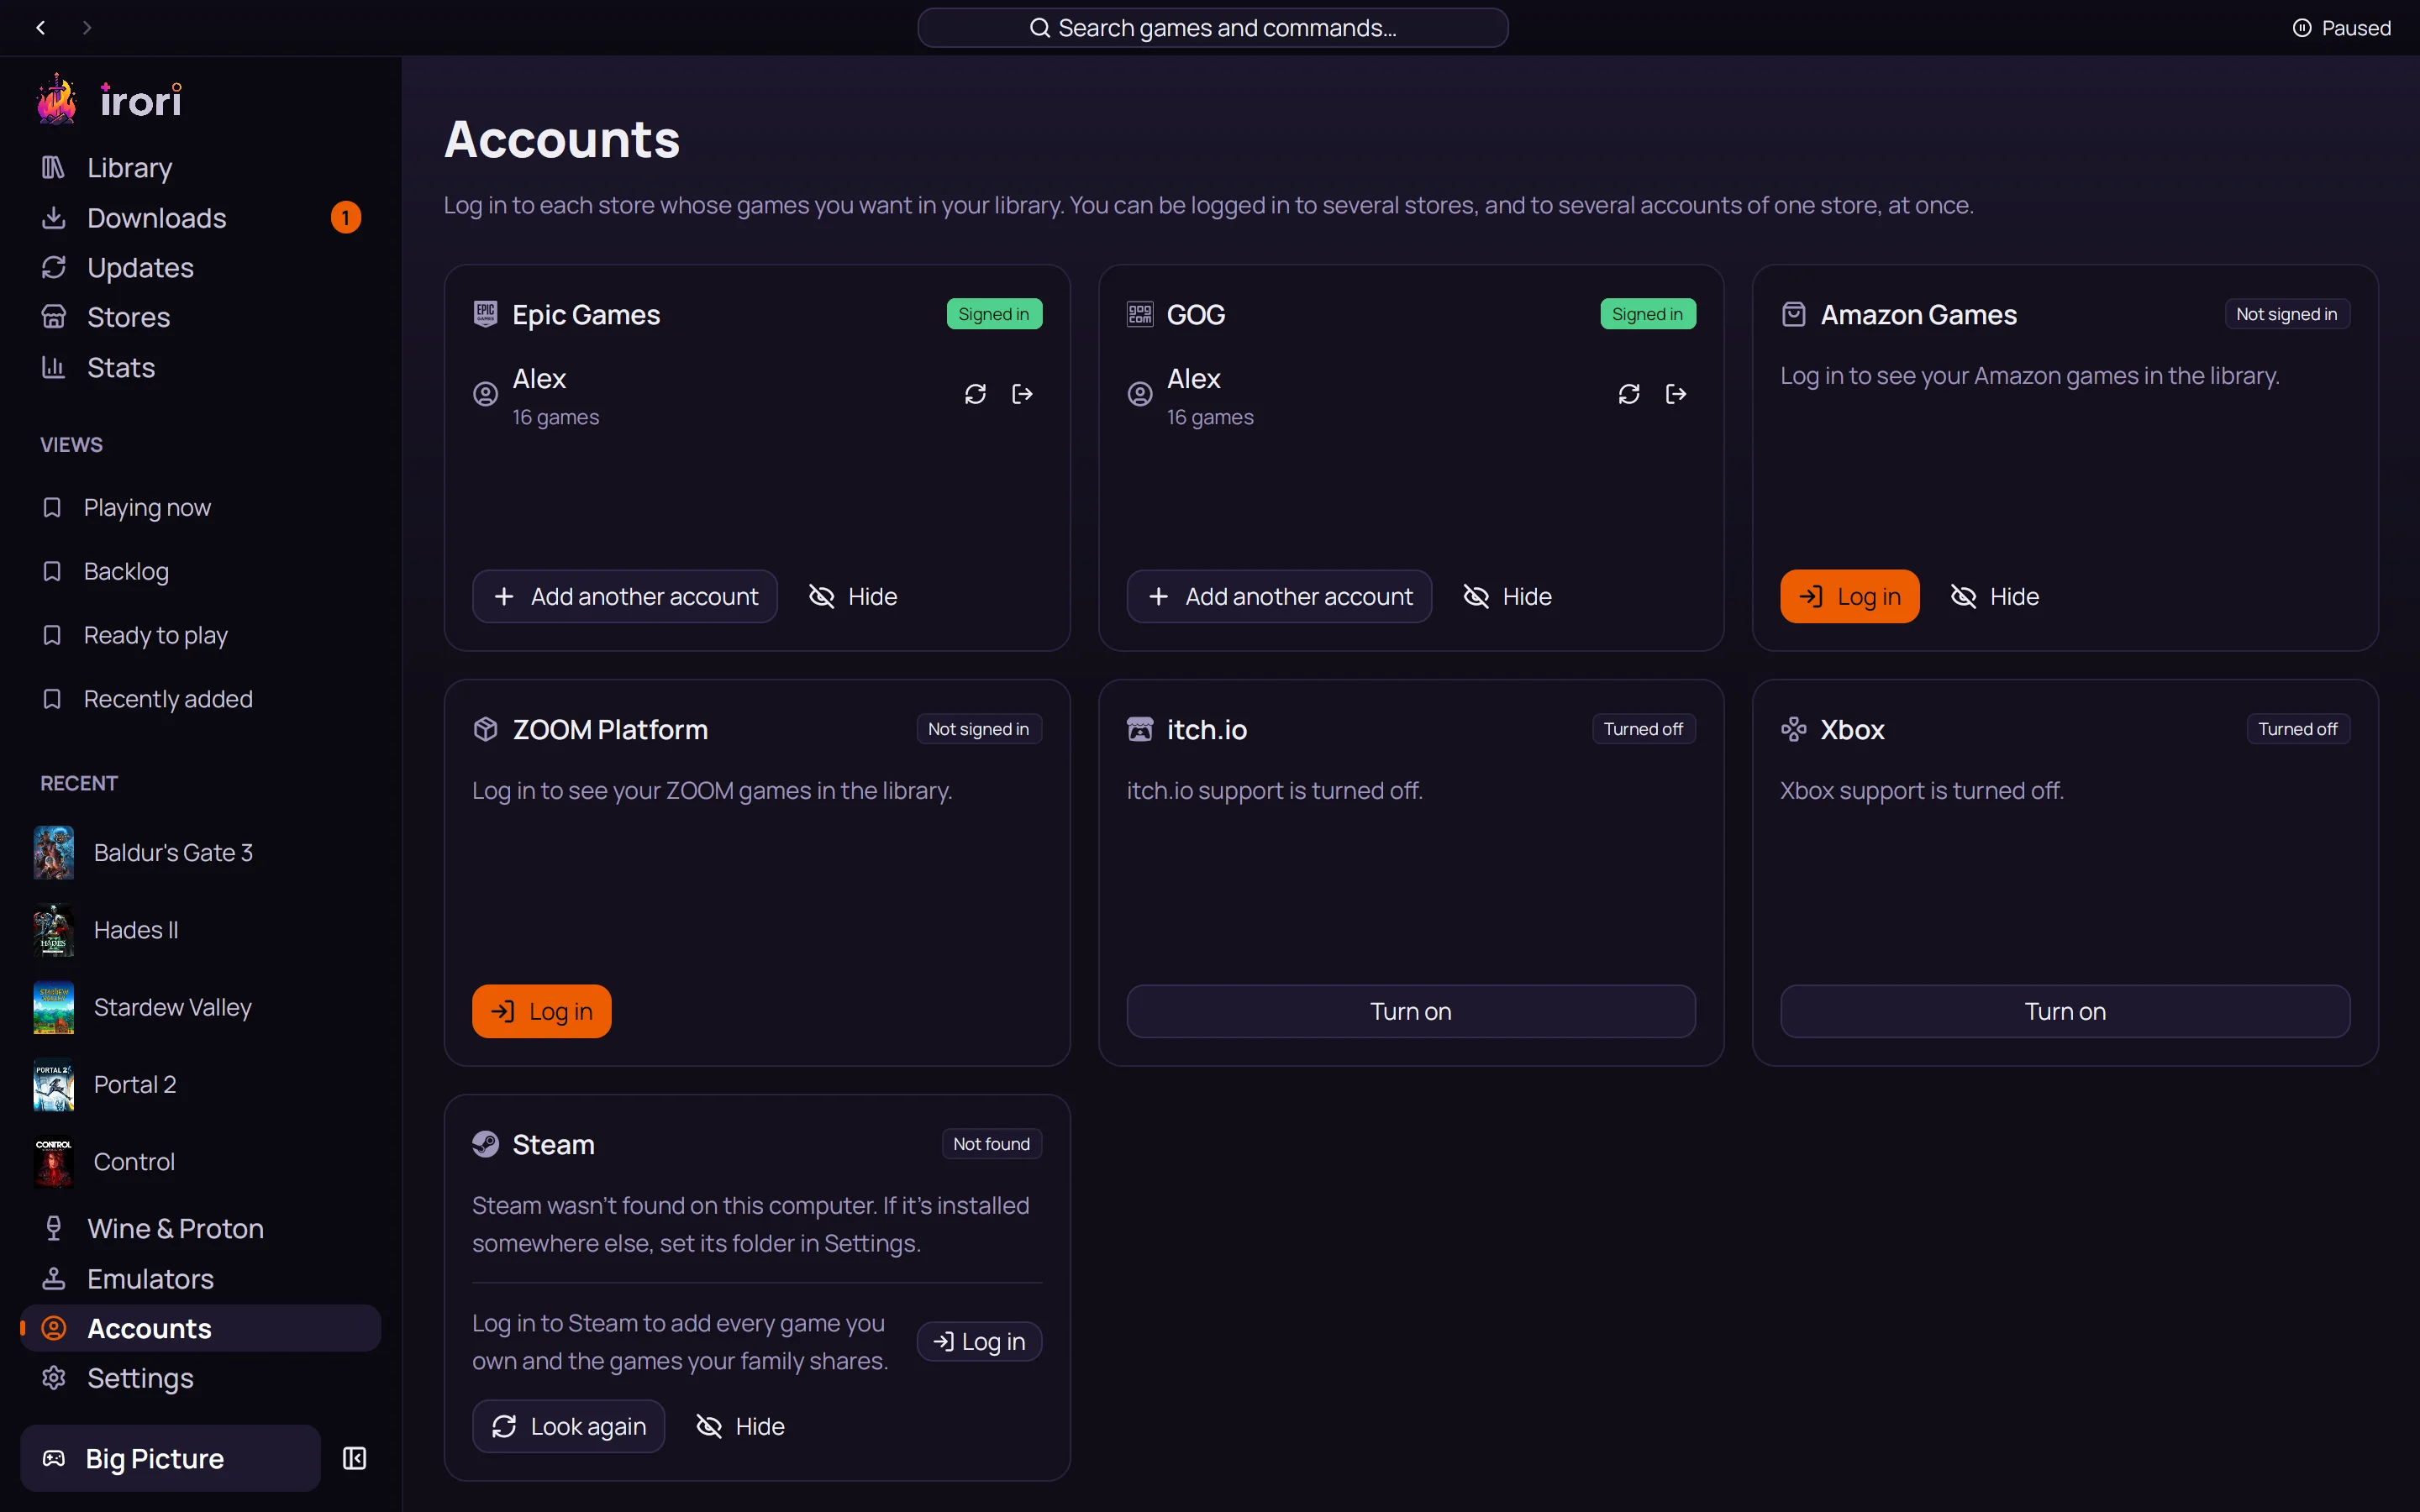 Search games and commands...
Paused
irori
Library
Downloads
1
Updates
Stores
Stats
VIEWS
Playing now
Backlog
Ready to play
Recently added
RECENT
Baldur's Gate 3
Hades II
Stardew Valley
Portal 2
Control
Wine & Proton
Emulators
Accounts
Settings
Big Picture
Accounts
Log in to each store whose games you want in your library. You can be logged in to several stores, and to several accounts of one store, at once.
Epic Games
Signed in
Alex
16 games
Add another account
Hide
GOG
Signed in
Alex
16 games
Add another account
Hide
Amazon Games
Not signed in
Log in to see your Amazon games in the library.
Log in
Hide
ZOOM Platform
Not signed in
Log in to see your ZOOM games in the library.
Log in
itch.io
Turned off
itch.io support is turned off.
Turn on
Xbox
Turned off
Xbox support is turned off.
Turn on
Steam
Not found
Steam wasn't found on this computer. If it's installed
somewhere else, set its folder in Settings.
Log in to Steam to add every game you
own and the games your family shares.
Log in
Look again
Hide